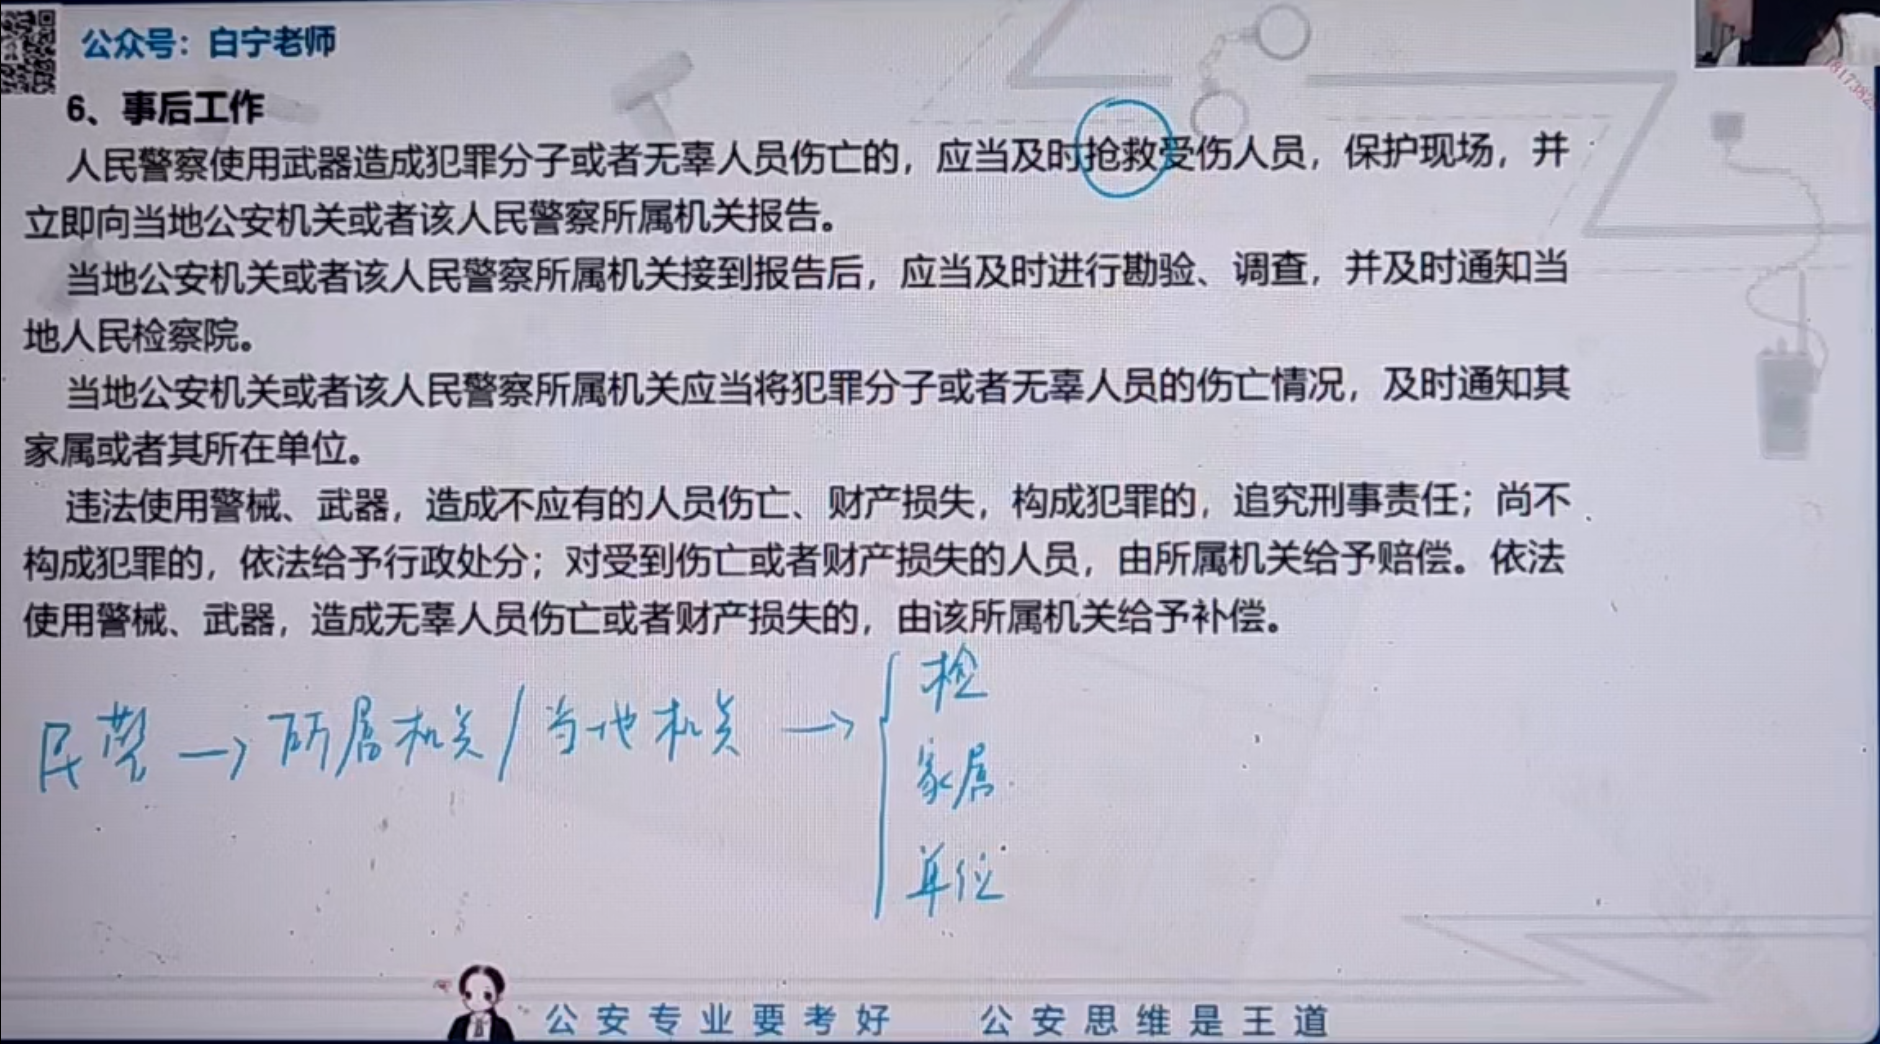 公众号：白宁老师
6、事后工作
人民警察使用武器造成犯罪分子或者无辜人员伤亡的，应当及时抢救受伤人员，保护现场，并
立即向当地公安机关或者该人民警察所属机关报告。
当地公安机关或者该人民警察所属机关接到报告后，应当及时进行勘验、调查，并及时通知当
地人民检察院。
当地公安机关或者该人民警察所属机关应当将犯罪分子或者无辜人员的伤亡情况，及时通知其
家属或者其所在单位。
违法使用警械、武器，造成不应有的人员伤亡、财产损失，构成犯罪的，追究刑事责任；尚不
构成犯罪的，依法给予行政处分；对受到伤亡或者财产损失的人员，由所属机关给予赔偿。依法
使用警械、武器，造成无辜人员伤亡或者财产损失的，由该所属机关给予补偿。
民警→所属机关/当地机关→
检
家属
单位
公安专业要考好 公安思维是王道